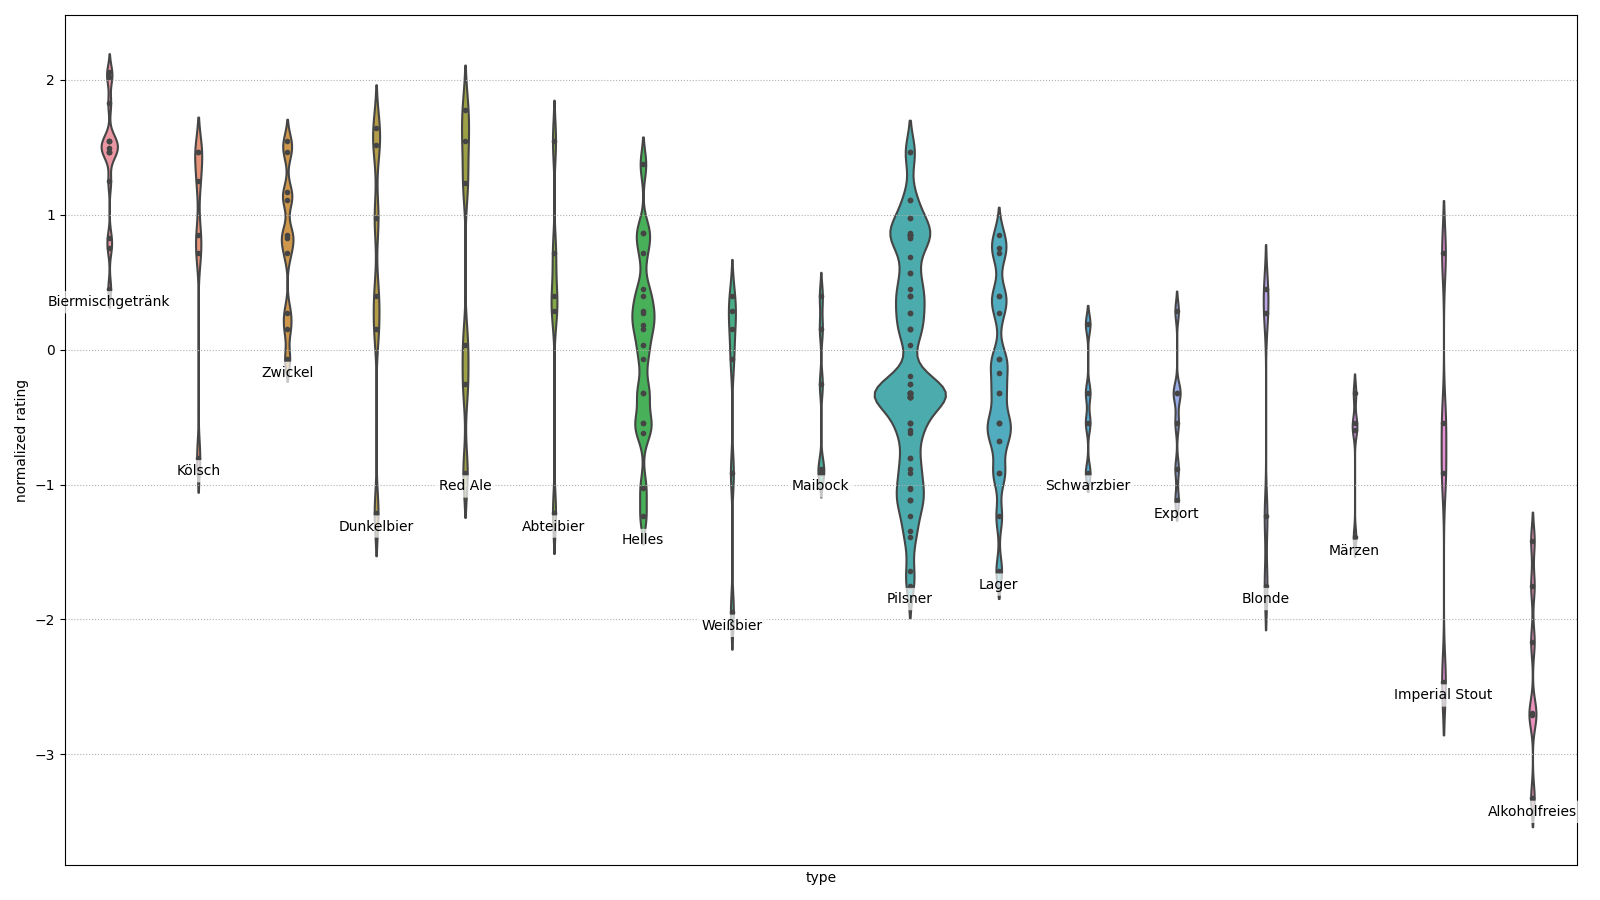 2
1
0
−1
−2
−3
normalized rating
Biermischgetränk
Kölsch
Zwickel
Dunkelbier
Red Ale
Abteibier
Helles
Weißbier
Maibock
Pilsner
Lager
Schwarzbier
Export
Blonde
Märzen
Imperial Stout
Alkoholfreies
type